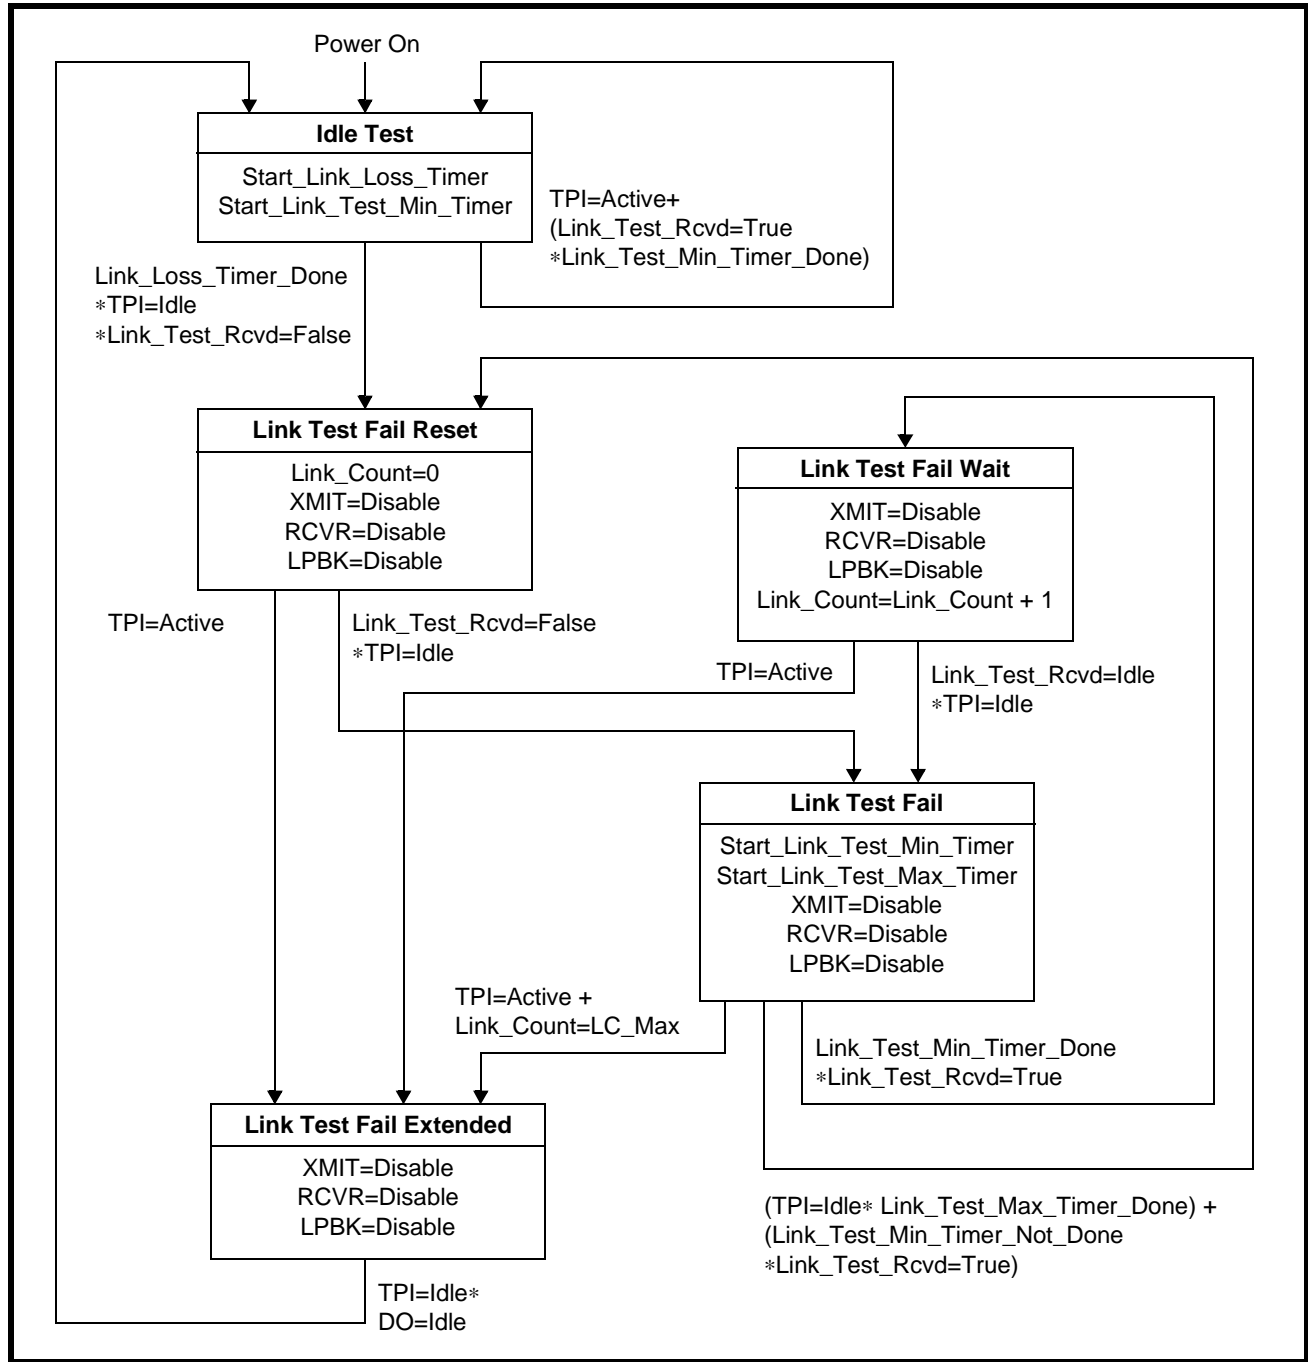 Power On
Idle Test
Start_Link_Loss_Timer
Start_Link_Test_Min_Timer
TPI=Active+
(Link_Test_Rcvd=True
*Link_Test_Min_Timer_Done)
Link_Loss_Timer_Done
*TPI=Idle
*Link_Test_Rcvd=False
Link Test Fail Reset
Link_Count=0
XMIT=Disable
RCVR=Disable
LPBK=Disable
Link Test Fail Wait
XMIT=Disable
RCVR=Disable
LPBK=Disable
Link_Count=Link_Count + 1
TPI=Active
Link_Test_Rcvd=False
*TPI=Idle
TPI=Active
Link_Test_Rcvd=Idle
*TPI=Idle
Link Test Fail
Start_Link_Test_Min_Timer
Start_Link_Test_Max_Timer
XMIT=Disable
RCVR=Disable
LPBK=Disable
TPI=Active +
Link_Count=LC_Max
Link_Test_Min_Timer_Done
*Link_Test_Rcvd=True
Link Test Fail Extended
XMIT=Disable
RCVR=Disable
LPBK=Disable
(TPI=Idle* Link_Test_Max_Timer_Done) +
(Link_Test_Min_Timer_Not_Done
*Link_Test_Rcvd=True)
TPI=Idle*
DO=Idle